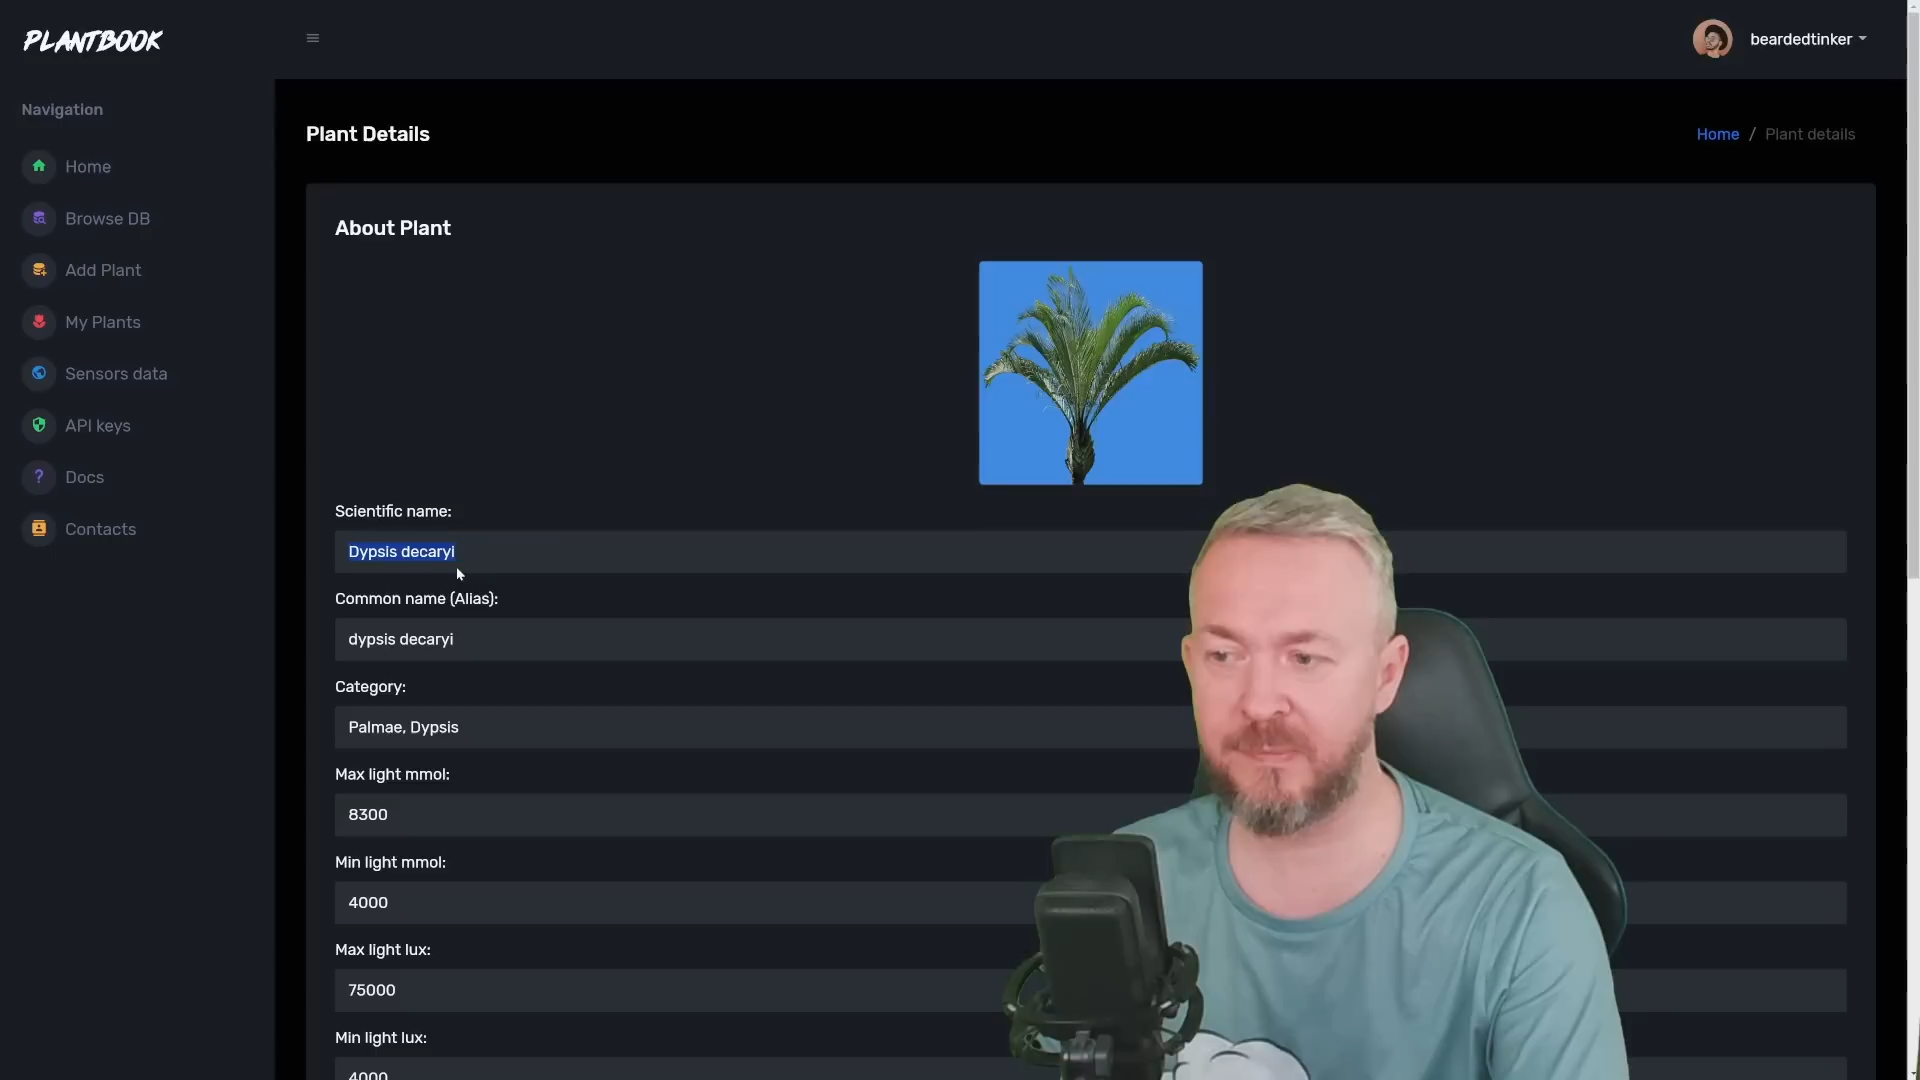 PLANTBOOK
beardedtinker
Navigation
Home
Browse DB
Add Plant
My Plants
Sensors data
API keys
Docs
Contacts
Plant Details
Home / Plant details
About Plant
Scientific name:
Dypsis decaryi
Common name (Alias):
dypsis decaryi
Category:
Palmae, Dypsis
Max light mmol:
8300
Min light mmol:
4000
Max light lux:
75000
Min light lux:
4000